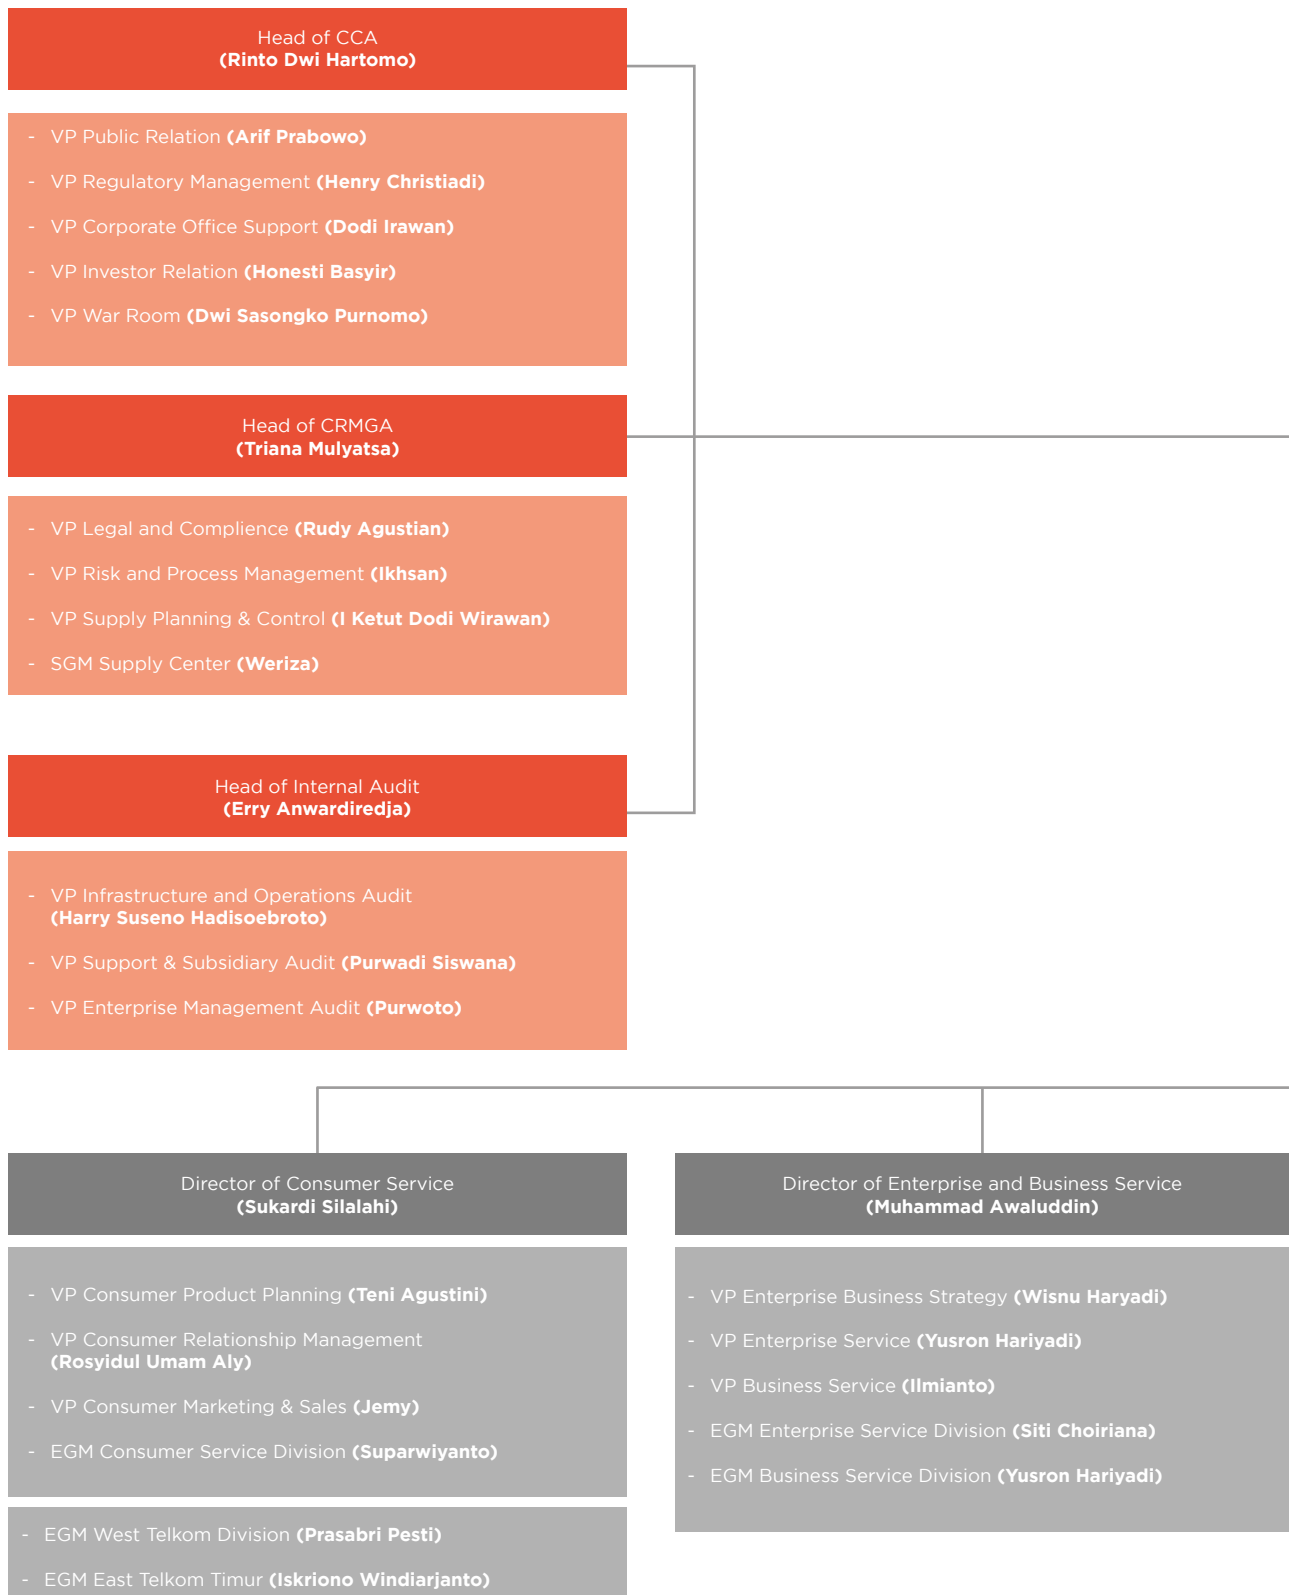 Head of CCA
(Rinto Dwi Hartomo)
- VP Public Relation (Arif Prabowo)
- VP Regulatory Management (Henry Christiadi)
- VP Corporate Office Support (Dodi Irawan)
- VP Investor Relation (Honesti Basyir)
- VP War Room (Dwi Sasongko Purnomo)
Head of CRMGA
(Triana Mulyatsa)
- VP Legal and Complience (Rudy Agustian)
- VP Risk and Process Management (Ikhsan)
- VP Supply Planning & Control (I Ketut Dodi Wirawan)
- SGM Supply Center (Weriza)
Head of Internal Audit
(Erry Anwardiredja)
- VP Infrastructure and Operations Audit
(Harry Suseno Hadisoebroto)
- VP Support & Subsidiary Audit (Purwadi Siswana)
- VP Enterprise Management Audit (Purwoto)
Director of Consumer Service
(Sukardi Silalahi)
- VP Consumer Product Planning (Teni Agustini)
- VP Consumer Relationship Management
(Rosyidul Umam Aly)
- VP Consumer Marketing & Sales (Jemy)
- EGM Consumer Service Division (Suparwiyanto)
- EGM West Telkom Division (Prasabri Pesti)
- EGM East Telkom Timur (Iskriono Windiarjanto)
Director of Enterprise and Business Service
(Muhammad Awaluddin)
- VP Enterprise Business Strategy (Wisnu Haryadi)
- VP Enterprise Service (Yusron Hariyadi)
- VP Business Service (Ilmianto)
- EGM Enterprise Service Division (Siti Choiriana)
- EGM Business Service Division (Yusron Hariyadi)